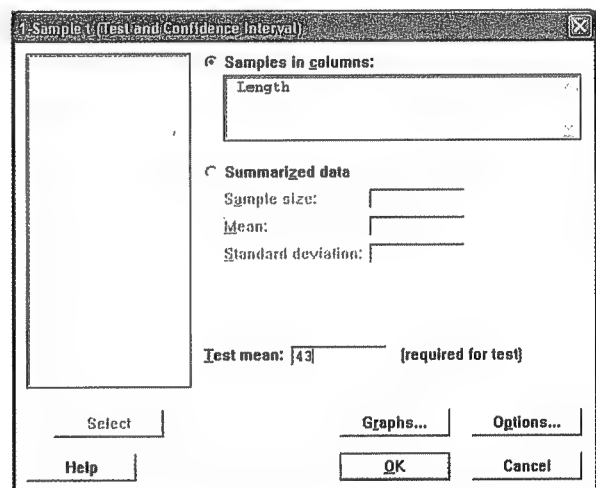 1-Sample t (Test and Confidence Interval)
Samples in columns:
Length
Summarized data
Sample size:
Mean:
Standard deviation:
Test mean: 43 (required for test)
Select
Graphs... Options...
Help OK Cancel